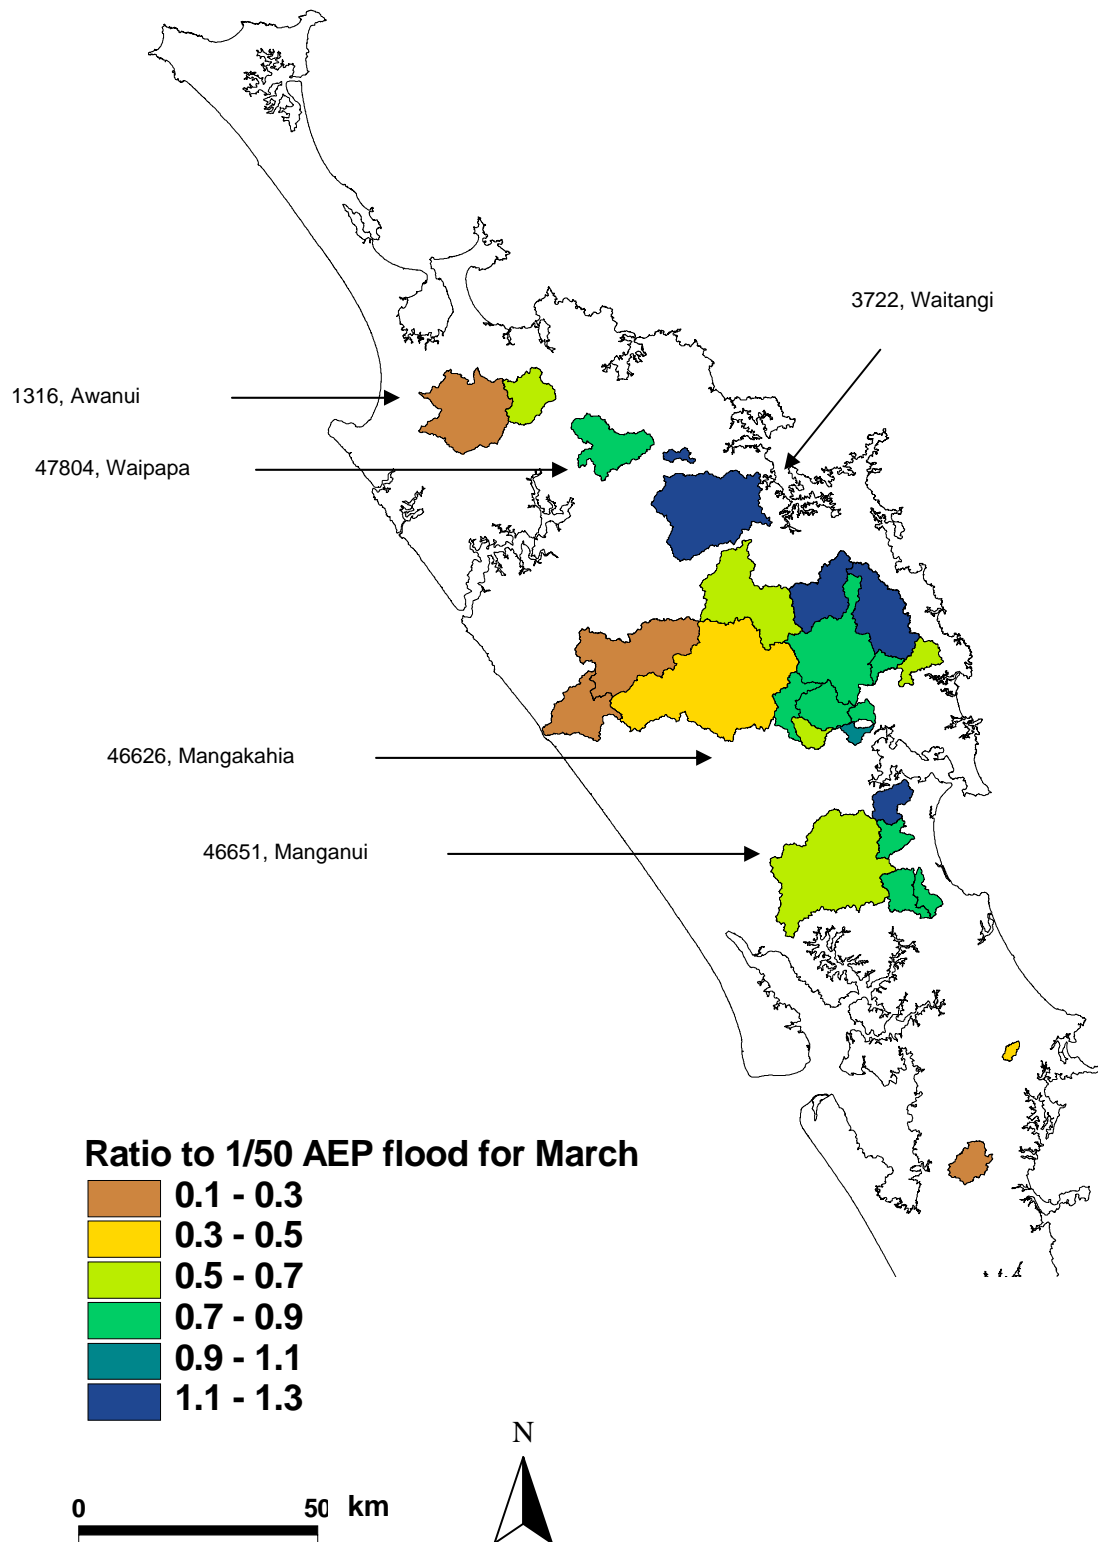 3722, Waitangi
1316, Awanui
47804, Waipapa
46626, Mangakahia
46651, Manganui
Ratio to 1/50 AEP flood for March
0.1 - 0.3
0.3 - 0.5
0.5 - 0.7
0.7 - 0.9
0.9 - 1.1
1.1 - 1.3
N
0 50 km